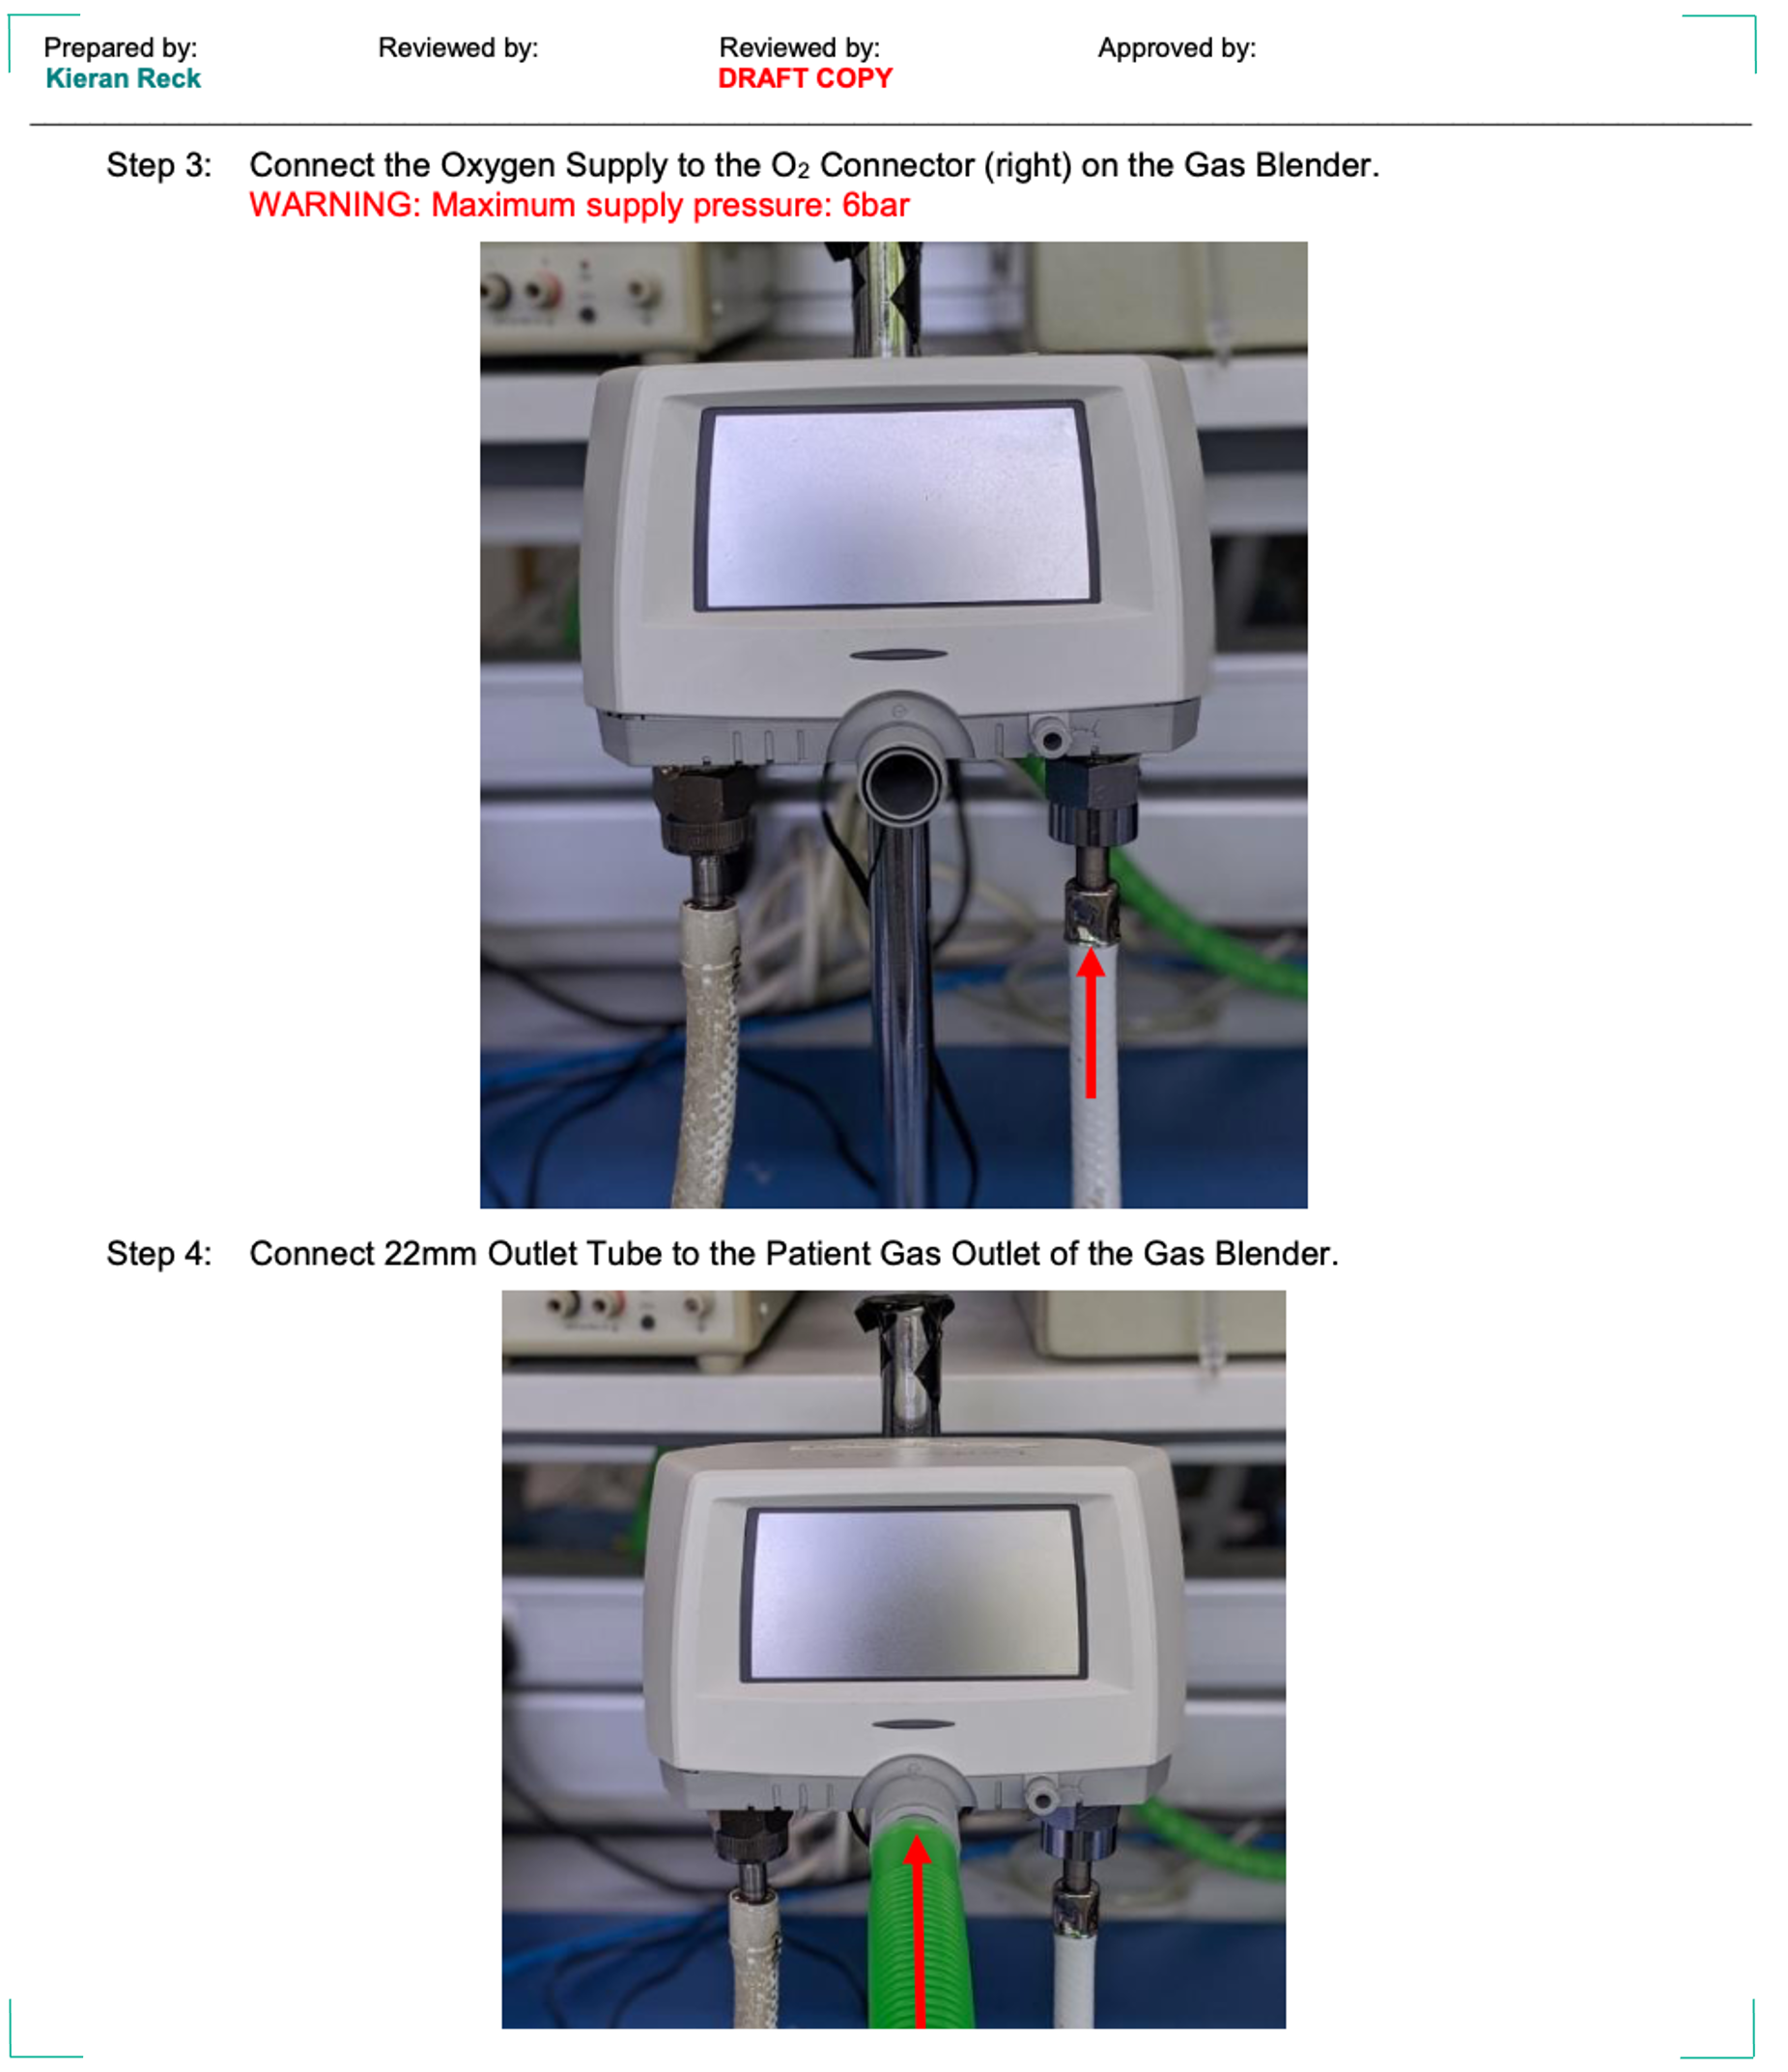 Prepared by: Reviewed by: Reviewed by: Approved by:
Kieran Reck DRAFT COPY
Step 3: Connect the Oxygen Supply to the O₂ Connector (right) on the Gas Blender.
WARNING: Maximum supply pressure: 6bar
Step 4: Connect 22mm Outlet Tube to the Patient Gas Outlet of the Gas Blender.